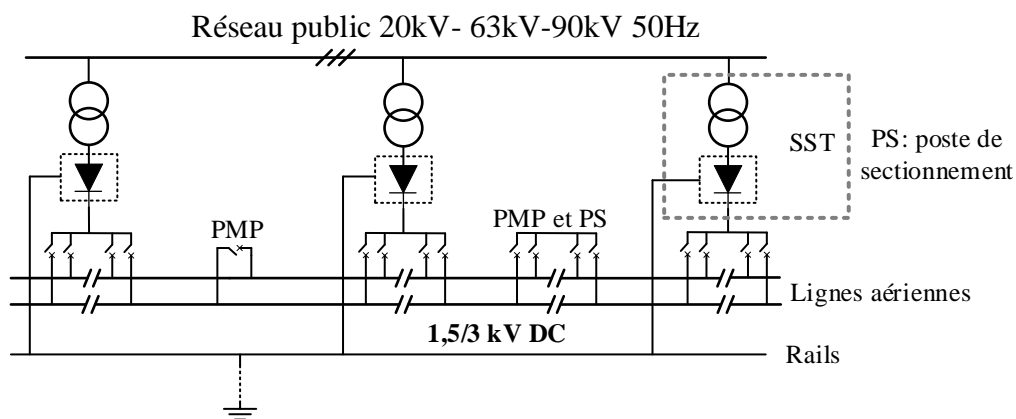 Réseau public 20kV- 63kV-90kV 50Hz
SST
PS: poste de
sectionnement
PMP
PMP et PS
Lignes aériennes
1,5/3 kV DC
Rails